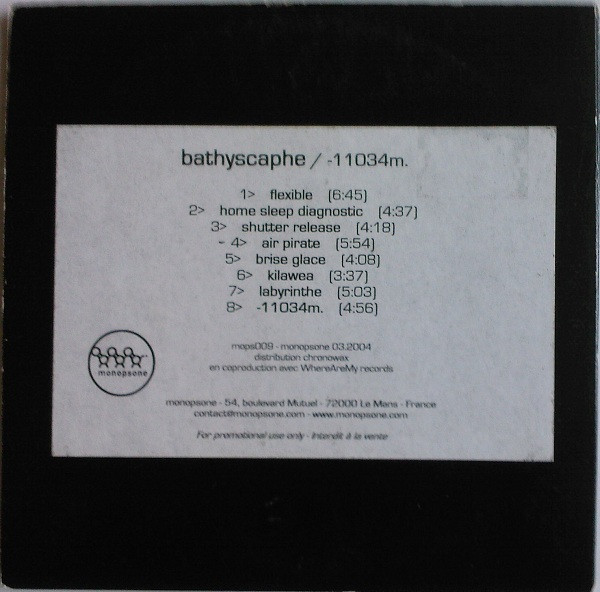 bathyscaphe / -11034m.
1> flexible (6:45)
2> home sleep diagnostic (4:37)
3> shutter release (4:18)
- 4> air pirate (5:54)
5> brise glace (4:08)
6> kilawea (3:37)
7> labyrinthe (5:03)
8> -11034m. (4:56)
mops009 - monopsone 03.2004
distribution chronowax
en coproduction avec WhereAreMy records
monopsone
monopsone - 54, boulevard Mutuel - 72000 Le Mans - France
contact@monopsone.com - www.monopsone.com
For promotional use only - Intendit à la vente